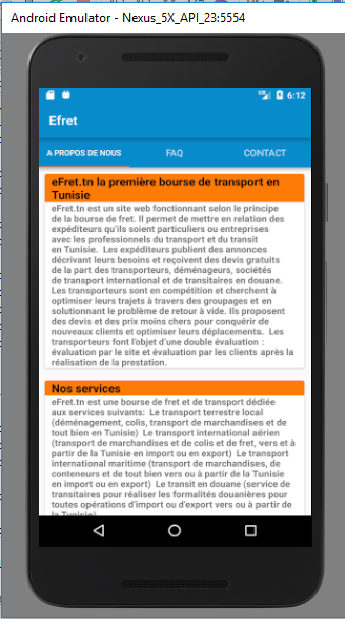 Android Emulator - Nexus_5X_API_23:5554
6:12
Efret
A PROPOS DE NOUS FAQ CONTACT
eFret.tn la première bourse de transport en
Tunisie
eFret.tn est un site web fonctionnant selon le principe
de la bourse de fret. Il permet de mettre en relation des
expéditeurs qu'ils soient particuliers ou entreprises
avec les professionnels du transport et du transit
en Tunisie. Les expéditeurs publient des annonces
décrivant leurs besoins et reçoivent des devis gratuits
de la part des transporteurs, déménageurs, sociétés
de transport international et de transitaires en douane.
Les transporteurs sont en compétition et cherchent à
optimiser leurs trajets à travers des groupages et en
solutionnant le problème de retour à vide. Ils proposent
des devis et des prix moins chers pour conquérir de
nouveaux clients et optimiser leurs déplacements. Les
transporteurs font l'objet d'une double évaluation :
évaluation par le site et évaluation par les clients après la
réalisation de la prestation.
Nos services
eFret.tn est une bourse de fret et de transport dédiée
aux services suivants: Le transport terrestre local
(déménagement, colis, transport de marchandises et de
tout bien en Tunisie) Le transport international aérien
(transport de marchandises et de colis et de fret, vers et à
partir de la Tunisie en import ou en export) Le transport
international maritime (transport de marchandises, de
conteneurs et de tout bien vers ou à partir de la Tunisie
en import ou en export) Le transit en douane (service de
transitaires pour réaliser les formalités douanières pour
toutes opérations d'import ou d'export vers ou à partir de
la Tunisie)